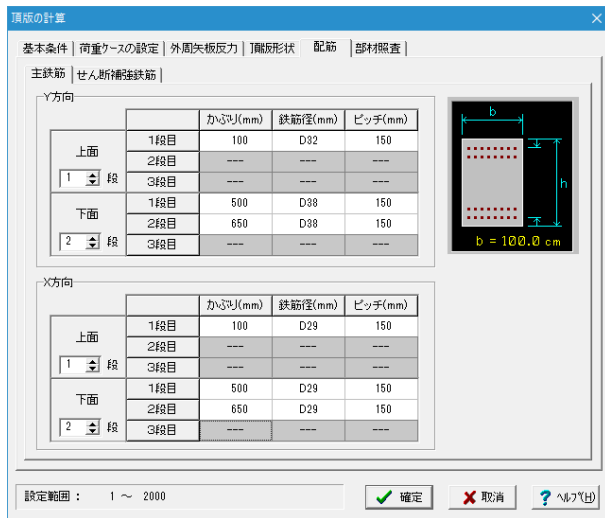 頂版の計算
基本条件 荷重ケースの設定 外周矢板反力 頂版形状 配筋 部材照査
主鉄筋 せん断補強鉄筋
Y方向
かぶり(mm) 鉄筋径(mm) ピッチ(mm)
上面 1段目 100 D32 150
2段目 --- --- ---
1 段 3段目 --- --- ---
下面 1段目 500 D38 150
2段目 650 D38 150
2 段 3段目 --- --- ---
b
h
b = 100.0 cm
X方向
かぶり(mm) 鉄筋径(mm) ピッチ(mm)
上面 1段目 100 D29 150
2段目 --- --- ---
1 段 3段目 --- --- ---
下面 1段目 500 D29 150
2段目 650 D29 150
2 段 3段目 --- --- ---
設定範囲： 1 ～ 2000
確定 取消 ? ﾍﾙﾌﾟ(H)